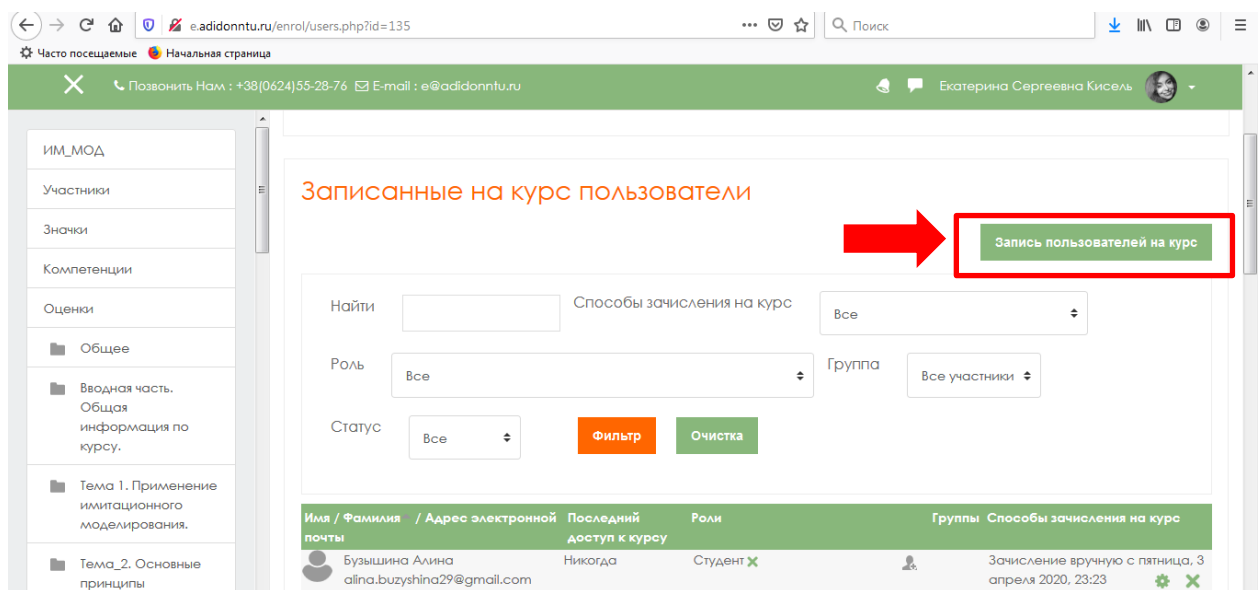 e.adidonntu.ru/enrol/users.php?id=135
Поиск
Часто посещаемые Начальная страница
Позвонить Нам : +38(0624)55-28-76 E-mail : e@adidonntu.ru
Екатерина Сергеевна Кисель
ИМ_МОД
Участники
Значки
Компетенции
Оценки
Общее
Вводная часть.
Общая
информация по
курсу.
Тема 1. Применение
имитационного
моделирования.
Тема_2. Основные
принципы
Записанные на курс пользователи
Запись пользователей на курс
Найти Способы зачисления на курс Все
Роль Все Группа Все участники
Статус Все Фильтр Очистка
Имя / Фамилия / Адрес электронной Последний Роли Группы Способы зачисления на курс
почты доступ к курсу
Бузышина Алина Никогда Студент Зачисление вручную с пятница, 3
alina.buzyshina29@gmail.com апреля 2020, 23:23